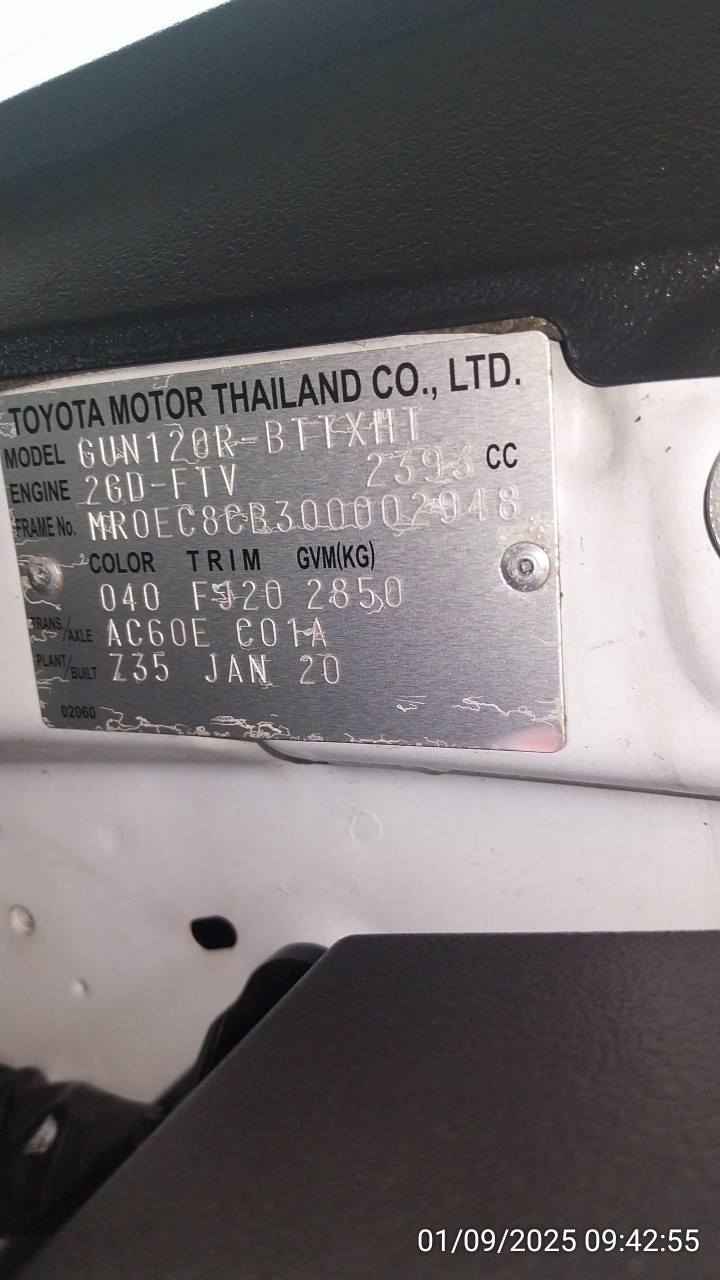 TOYOTA MOTOR THAILAND CO., LTD.
MODEL GUN120R-BTTXHT
ENGINE 2GD-FTV 2393 CC
FRAME No. MR0EC8CB300002948
COLOR TRIM GVM(KG)
040 FJ20 2850
TRANS./AXLE AC60E C01A
PLANT/BUILT Z35 JAN 20
02060
01/09/2025 09:42:55